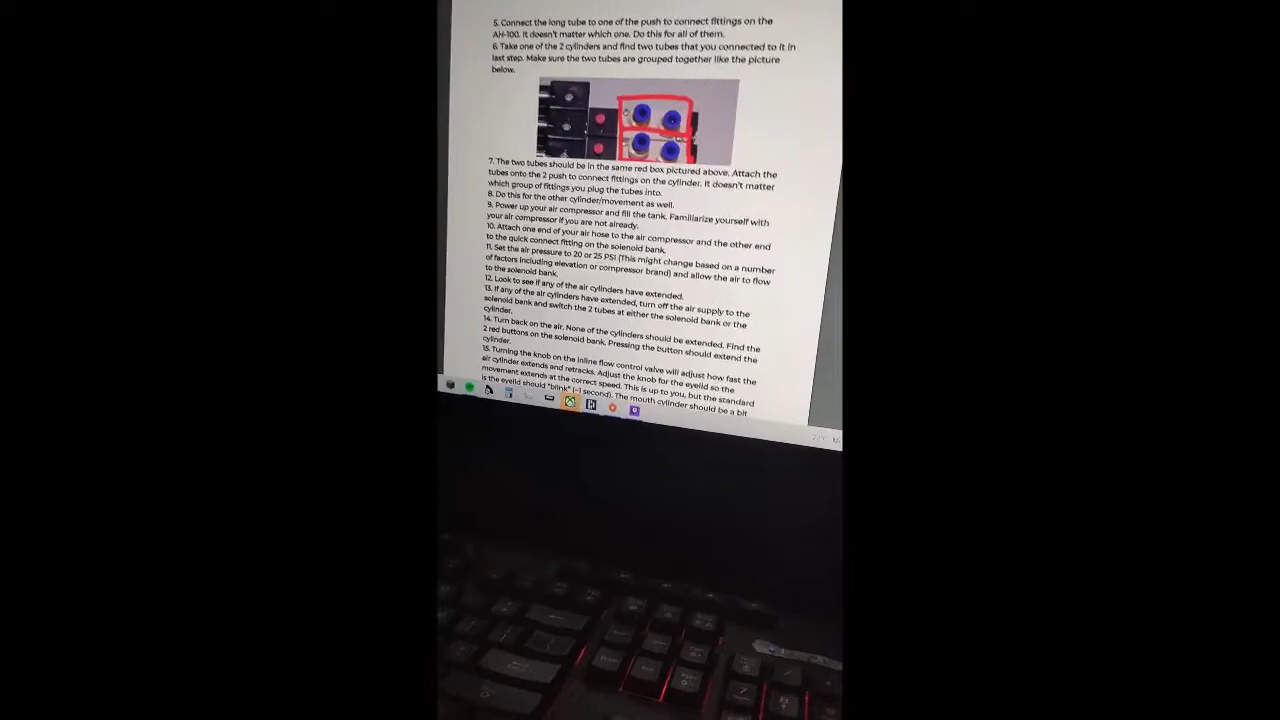 5. Connect the long tube to one of the push to connect fittings on the
AH-100. It doesn't matter which one. Do this for all of them.
6. Take one of the 2 cylinders and find two tubes that you connected to it in
last step. Make sure the two tubes are grouped together like the picture
below.
7. The two tubes should be in the same red box pictured above. Attach the
tubes onto the 2 push to connect fittings on the cylinder. It doesn't matter
which group of fittings you plug the tubes into.
8. Do this for the other cylinder/movement as well.
9. Power up your air compressor and fill the tank. Familiarize yourself with
your air compressor if you are not already.
10. Attach one end of your air hose to the air compressor and the other end
to the quick connect fitting on the solenoid bank.
11. Set the air pressure to 20 or 25 PSI (This might change based on a number
of factors including elevation or compressor brand) and allow the air to flow
to the solenoid bank.
12. Look to see if any of the air cylinders have extended.
13. If any of the air cylinders have extended, turn off the air supply to the
solenoid bank and switch the 2 tubes at either the solenoid bank or the
cylinder.
14. Turn back on the air. None of the cylinders should be extended. Find the
2 red buttons on the solenoid bank. Pressing the button should extend the
cylinder.
15. Turning the knob on the inline flow control valve will adjust how fast the
air cylinder extends and retracks. Adjust the knob for the eyelid so the
movement extends at the correct speed. This is up to you, but the standard
is the eyelid should "blink" (~1 second). The mouth cylinder should be a bit